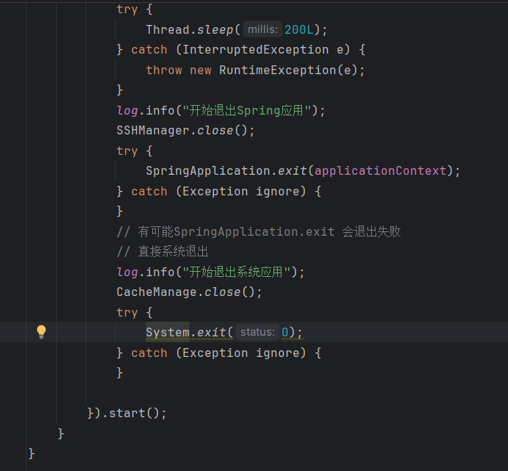 try {
Thread.sleep( millis: 200L);
} catch (InterruptedException e) {
throw new RuntimeException(e);
}
log.info("开始退出Spring应用");
SSHManager.close();
try {
SpringApplication.exit(applicationContext);
} catch (Exception ignore) {
}
// 有可能SpringApplication.exit 会退出失败
// 直接系统退出
log.info("开始退出系统应用");
CacheManage.close();
try {
System.exit( status: 0);
} catch (Exception ignore) {
}
}).start();
}
}